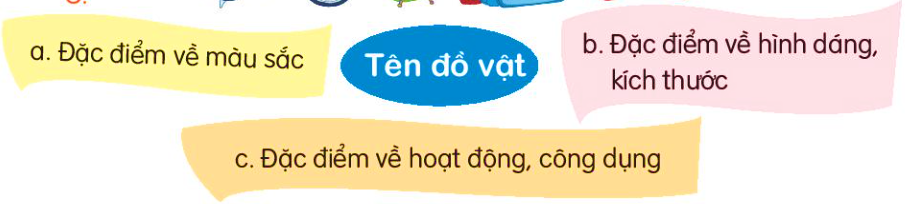 a. Đặc điểm về màu sắc
Tên đồ vật
b. Đặc điểm về hình dáng,
kích thước
c. Đặc điểm về hoạt động, công dụng